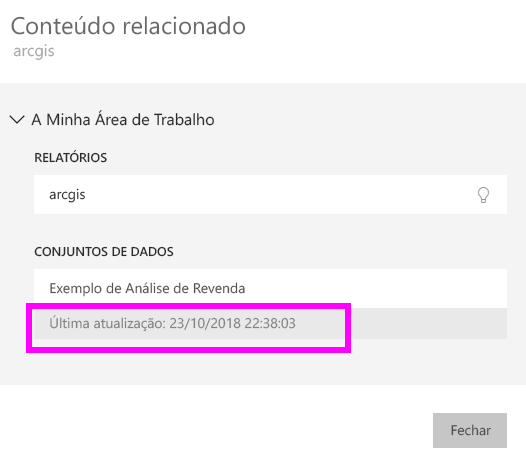 Conteúdo relacionado
arcgis
A Minha Área de Trabalho
RELATÓRIOS
arcgis
CONJUNTOS DE DADOS
Exemplo de Análise de Revenda
Última atualização: 23/10/2018 22:38:03
Fechar